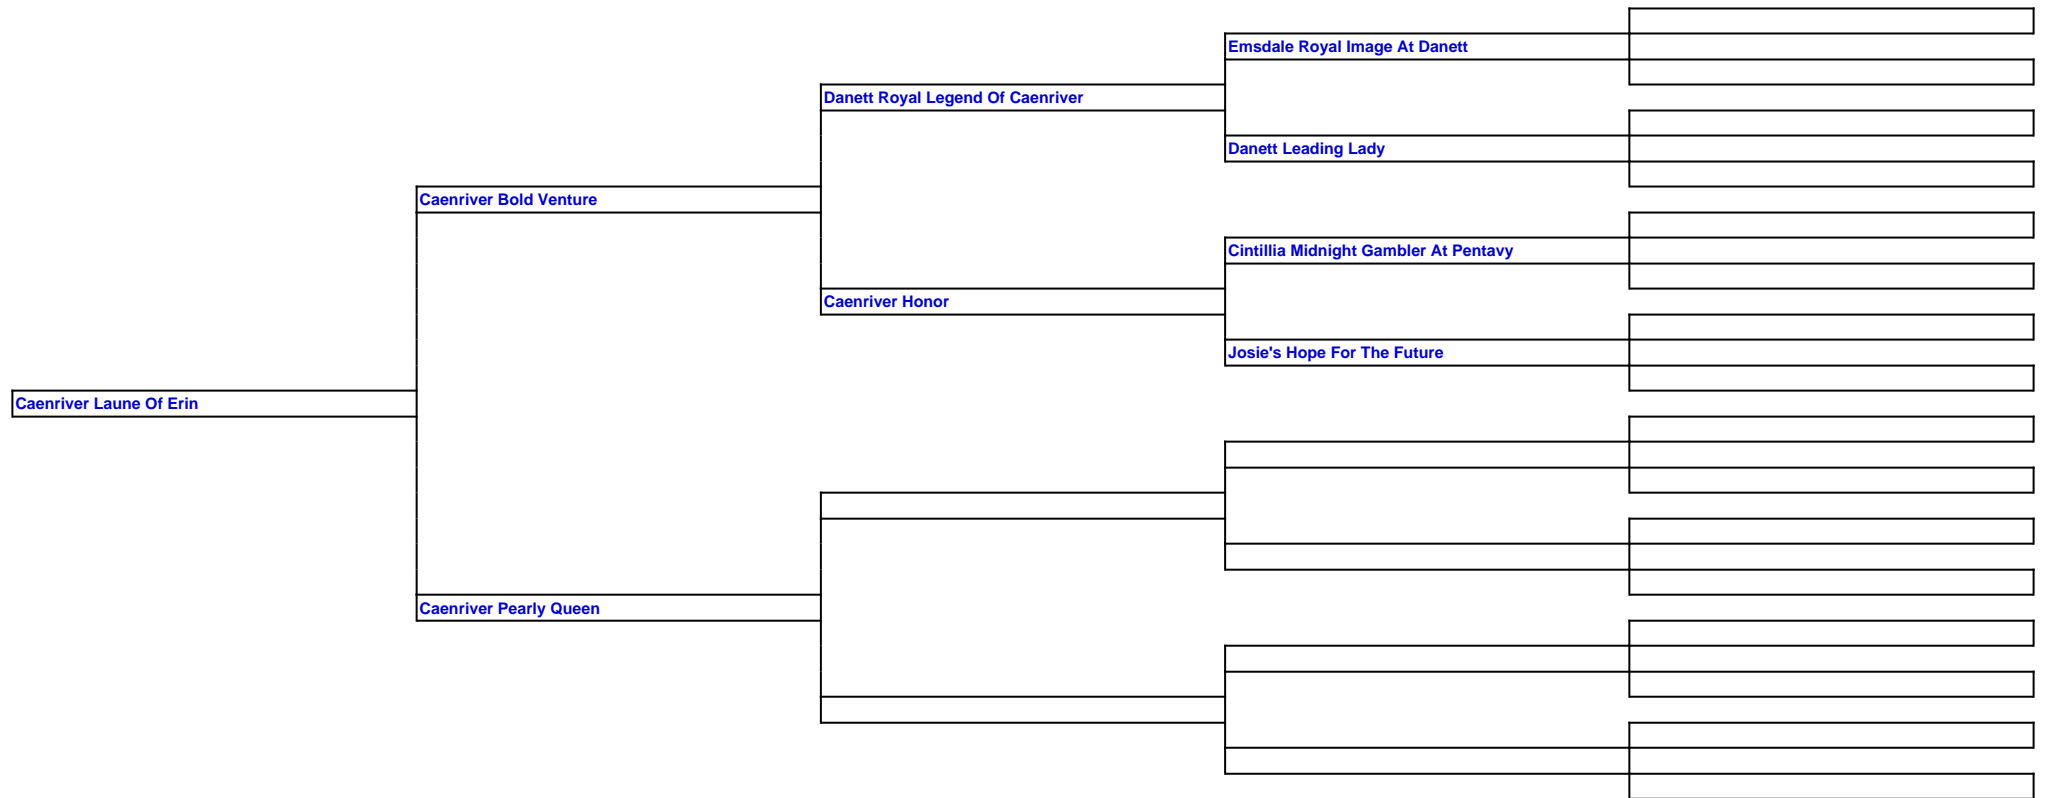 Emsdale Royal Image At Danett
Danett Royal Legend Of Caenriver
Danett Leading Lady
Caenriver Bold Venture
Cintillia Midnight Gambler At Pentavy
Caenriver Honor
Josie's Hope For The Future
Caenriver Laune Of Erin
Caenriver Pearly Queen